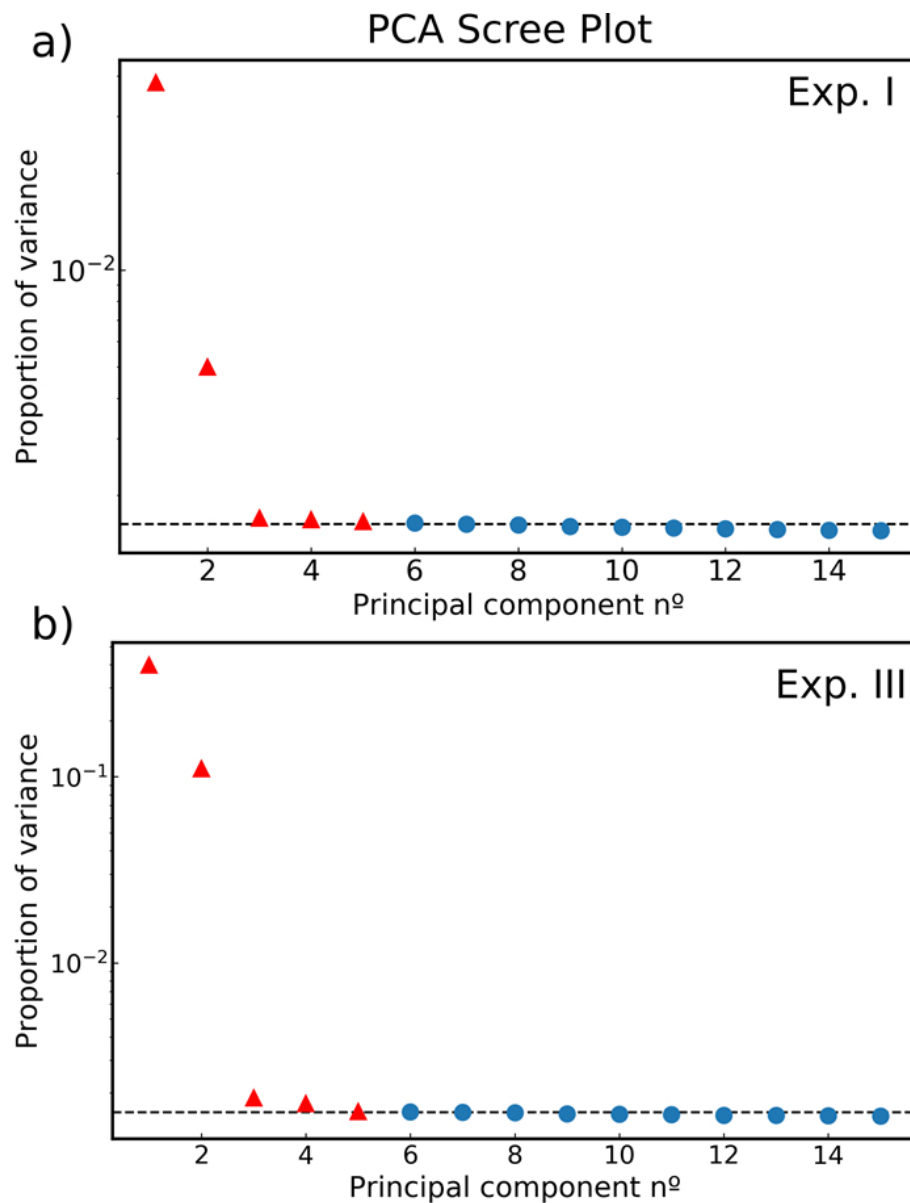 a)
PCA Scree Plot
Exp. I
Proportion of variance
10⁻²
2 4 6 8 10 12 14
Principal component nº
b)
Exp. III
Proportion of variance
10⁻¹
10⁻²
2 4 6 8 10 12 14
Principal component nº